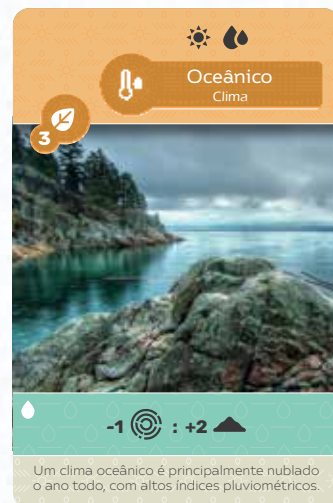 Oceânico
Clima
3
-1 : +2
Um clima oceânico é principalmente nublado
o ano todo, com altos índices pluviométricos.